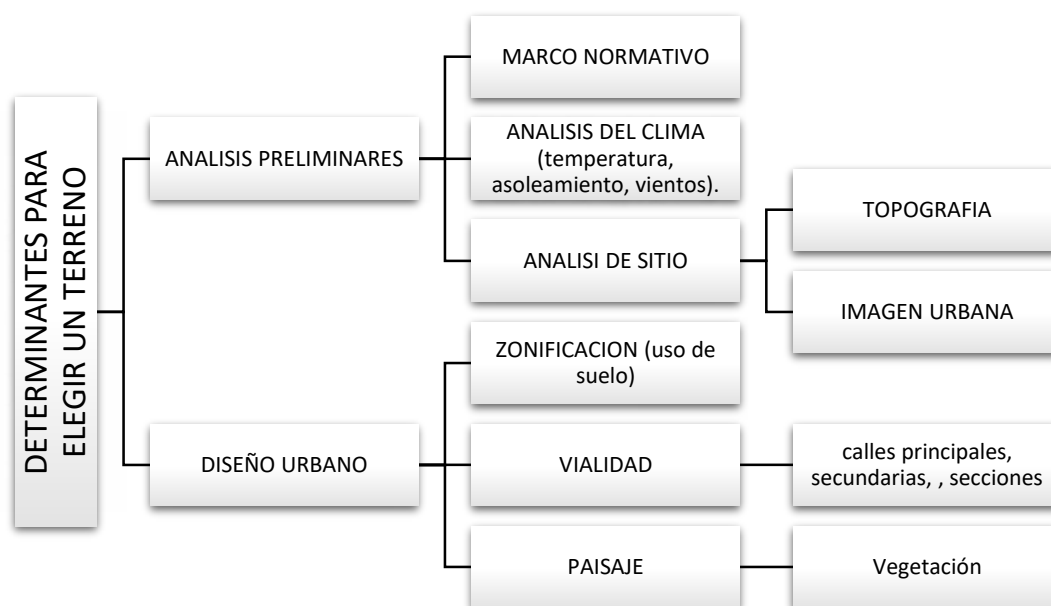 DETERMINANTES PARA
ELEGIR UN TERRENO
ANALISIS PRELIMINARES
MARCO NORMATIVO
ANALISIS DEL CLIMA
(temperatura,
asoleamiento, vientos).
ANALISI DE SITIO
TOPOGRAFIA
IMAGEN URBANA
DISEÑO URBANO
ZONIFICACION (uso de
suelo)
VIALIDAD
calles principales,
secundarias, , secciones
PAISAJE
Vegetación